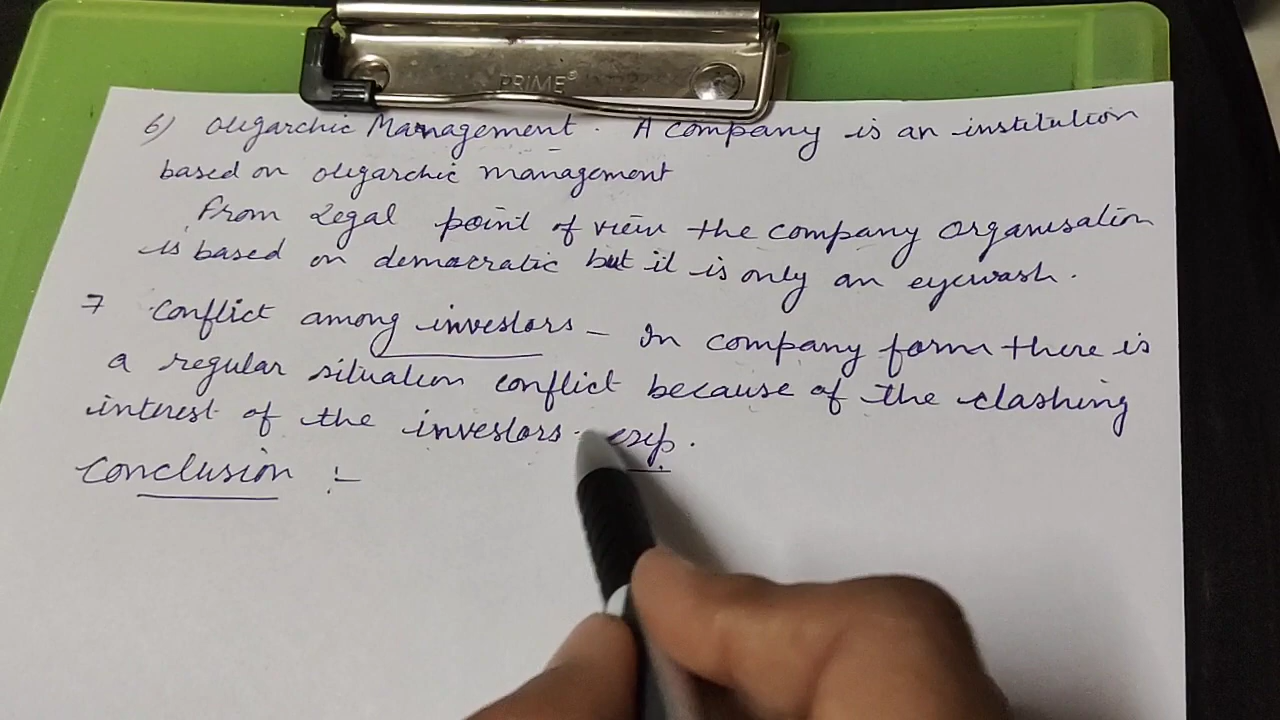 PRIME®
6) Oligarchic Management. A company is an institution
based on oligarchic management
From Legal point of view the company organisation
is based on democratic but it is only an eyewash.
7 Conflict among investors – In company form there is
a regular situation conflict because of the clashing
interest of the investors.
Conclusion :-